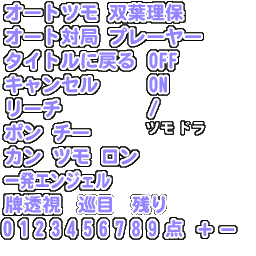 オートツモ 双葉理保
オート対局 プレーヤー
タイトルに戻る OFF
キャンセル ON
リーチ /
ポン チー ツモ ドラ
カン ツモ ロン
一発エンジェル
牌透視 巡目 残り
0123456789点 +-